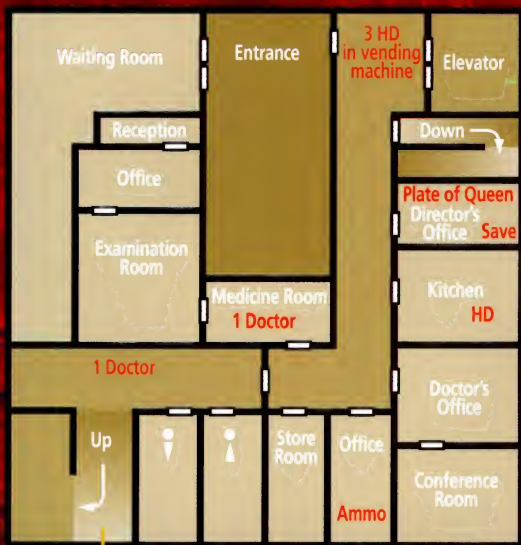 Waiting Room
Entrance
3 HD
in vending
machine
Elevator
Reception
Down
Office
Plate of Queen
Director's
Office
Save
Examination
Room
Medicine Room
1 Doctor
Kitchen
HD
1 Doctor
Doctor's
Office
Up
Store
Room
Office
Ammo
Conference
Room